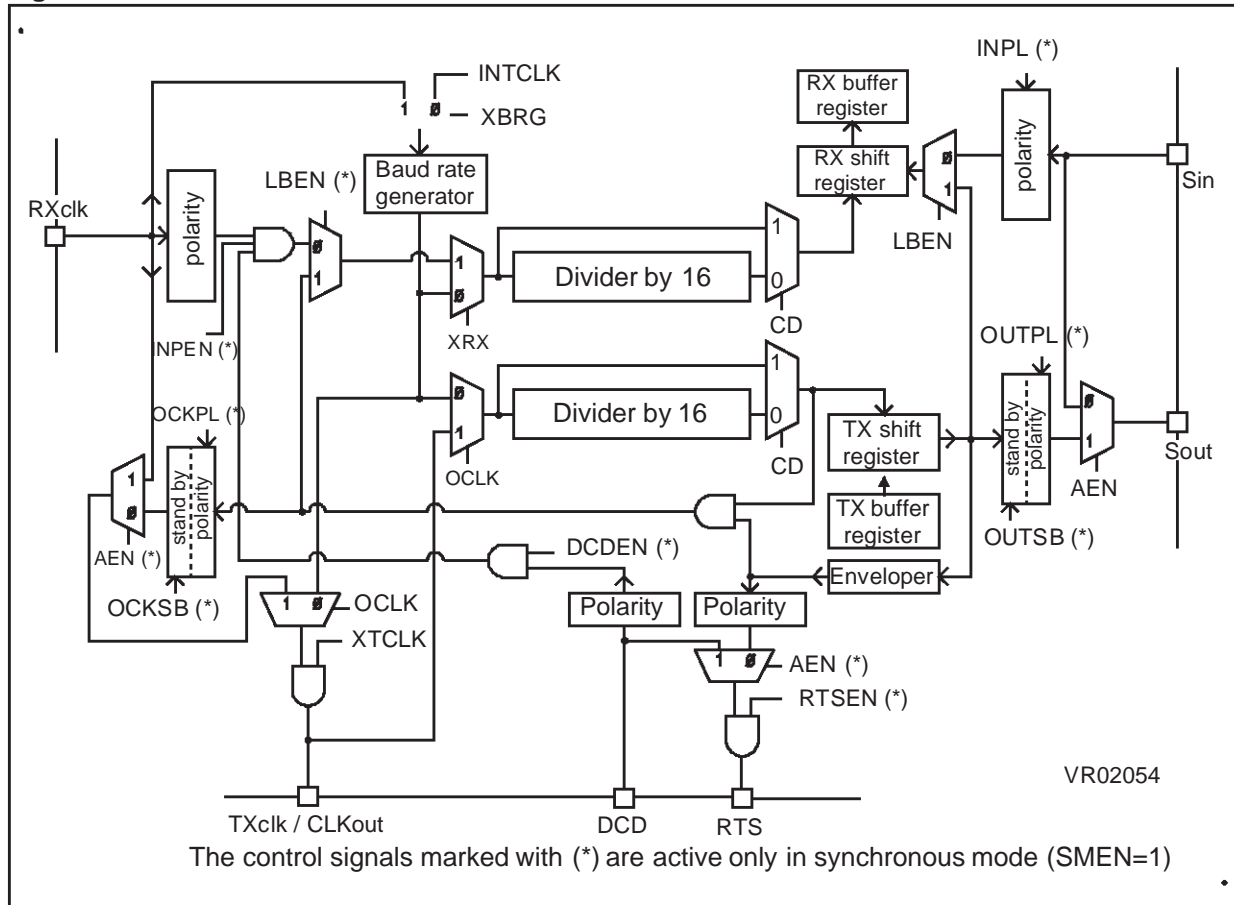 INPL (*)
INTCLK
1 0
XBRG
RX buffer
register
polarity
Baud rate
generator
LBEN (*)
RX shift
register
0
1
Sin
RXclk
polarity
LBEN
0
1
1
0
Divider by 16
1
0
CD
XRX
INPEN (*)
OUTPL (*)
OCKPL (*)
0
1
Divider by 16
1
0
CD
OCLK
TX shift
register
stand by
polarity
0
1
Sout
AEN
1
0
stand by
polarity
TX buffer
register
OUTSB (*)
AEN (*)
DCDEN (*)
Enveloper
OCKSB (*)
1 0
OCLK
Polarity
Polarity
XTCLK
1 0
AEN (*)
RTSEN (*)
VR02054
TXclk / CLKout
DCD
RTS
The control signals marked with (*) are active only in synchronous mode (SMEN=1)